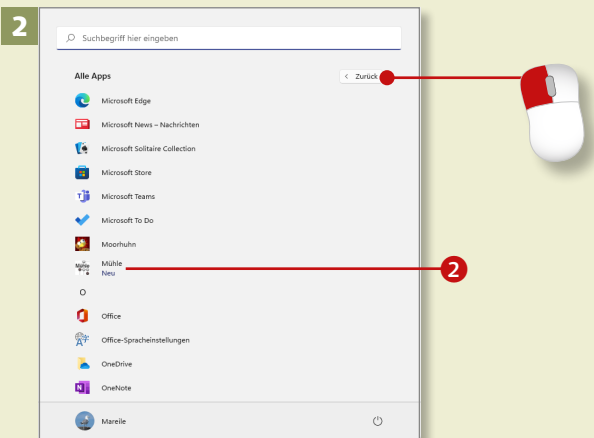 2
Suchbegriff hier eingeben
Alle Apps
< Zurück
Microsoft Edge
Microsoft News – Nachrichten
Microsoft Solitaire Collection
Microsoft Store
Microsoft Teams
Microsoft To Do
Moorhuhn
Mühle
Neu
2
O
Office
Office-Spracheinstellungen
OneDrive
OneNote
Mareile